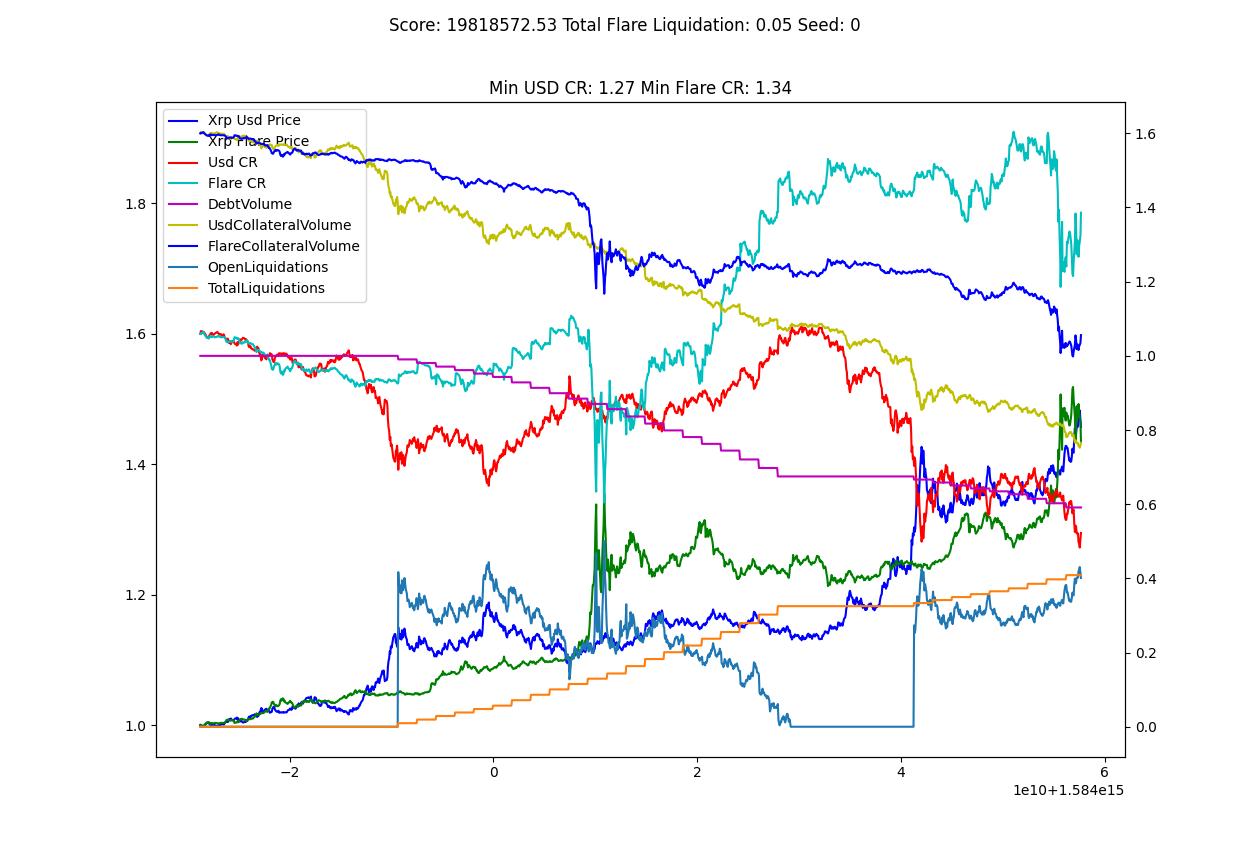 Score: 19818572.53 Total Flare Liquidation: 0.05 Seed: 0
Min USD CR: 1.27 Min Flare CR: 1.34
Xrp Usd Price
Xrp Flare Price
Usd CR
Flare CR
DebtVolume
UsdCollateralVolume
FlareCollateralVolume
OpenLiquidations
TotalLiquidations
1.8
1.6
1.4
1.2
1.0
1.6
1.4
1.2
1.0
0.8
0.6
0.4
0.2
0.0
−2 0 2 4 6
1e10+1.584e15